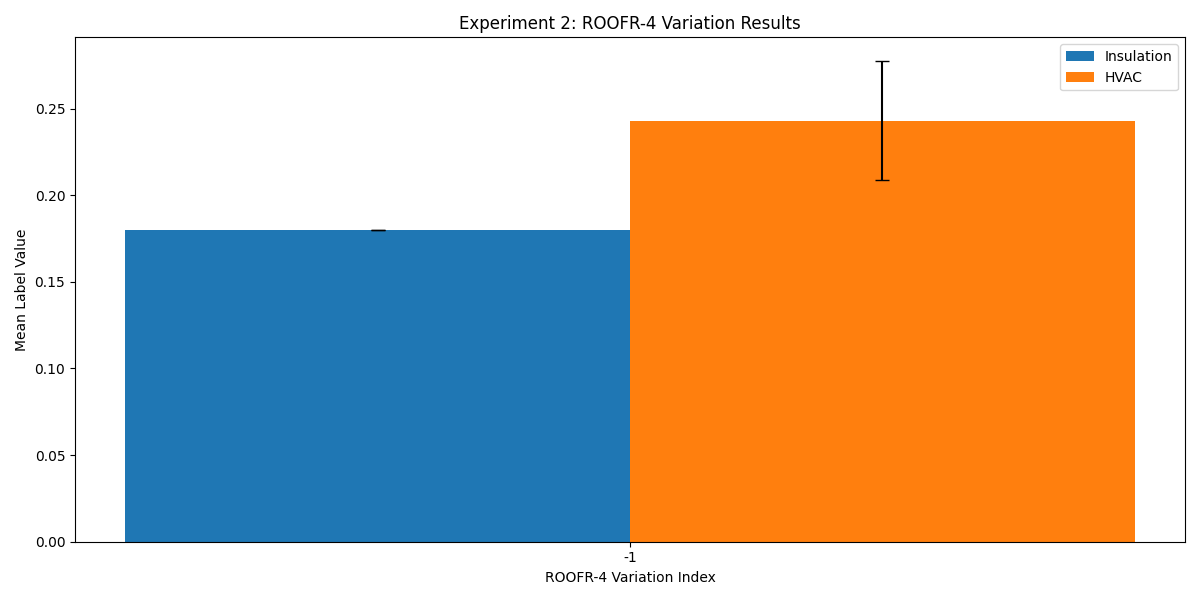 Experiment 2: ROOFR-4 Variation Results
Insulation
HVAC
0.25
0.20
0.15
0.10
0.05
0.00
Mean Label Value
-1
ROOFR-4 Variation Index